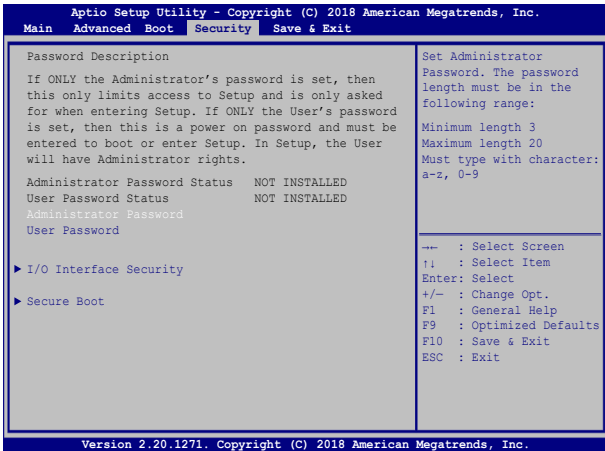 Aptio Setup Utility - Copyright (C) 2018 American Megatrends, Inc.
Main Advanced Boot Security Save & Exit
Password Description
If ONLY the Administrator's password is set, then
this only limits access to Setup and is only asked
for when entering Setup. If ONLY the User's password
is set, then this is a power on password and must be
entered to boot or enter Setup. In Setup, the User
will have Administrator rights.
Administrator Password Status NOT INSTALLED
User Password Status NOT INSTALLED
Administrator Password
User Password
▶ I/O Interface Security
▶ Secure Boot
Set Administrator
Password. The password
length must be in the
following range:
Minimum length 3
Maximum length 20
Must type with character:
a-z, 0-9
→← : Select Screen
↑↓ : Select Item
Enter: Select
+/— : Change Opt.
F1 : General Help
F9 : Optimized Defaults
F10 : Save & Exit
ESC : Exit
Version 2.20.1271. Copyright (C) 2018 American Megatrends, Inc.